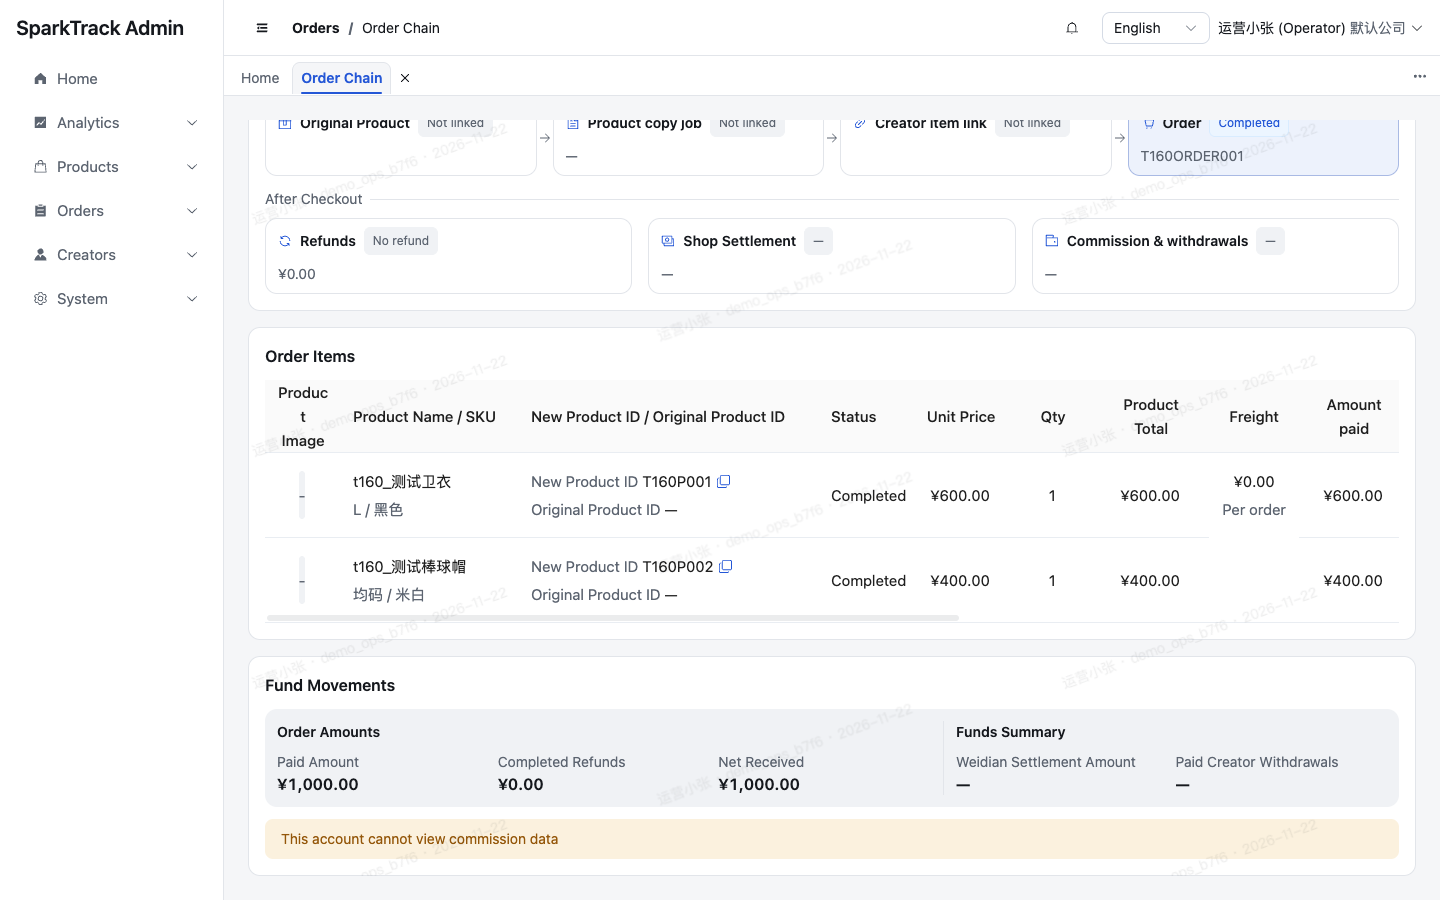 SparkTrack Admin
Orders / Order Chain
English
运营小张 (Operator) 默认公司
Home
Analytics
Products
Orders
Creators
System
Home
Order Chain
Original Product Not linked
Product copy job Not linked
—
Creator item link Not linked
Order Completed
T160ORDER001
After Checkout
Refunds No refund
¥0.00
Shop Settlement —
—
Commission & withdrawals —
—
Order Items
Product Image
Product Name / SKU
New Product ID / Original Product ID
Status
Unit Price
Qty
Product Total
Freight
Amount paid
-
t160_测试卫衣
L / 黑色
New Product ID T160P001
Original Product ID —
Completed
¥600.00
1
¥600.00
¥0.00
Per order
¥600.00
-
t160_测试棒球帽
均码 / 米白
New Product ID T160P002
Original Product ID —
Completed
¥400.00
1
¥400.00
¥400.00
Fund Movements
Order Amounts
Paid Amount
¥1,000.00
Completed Refunds
¥0.00
Net Received
¥1,000.00
Funds Summary
Weidian Settlement Amount
—
Paid Creator Withdrawals
—
This account cannot view commission data
运营小张 · demo_ops_b7f6 · 2026-11-22